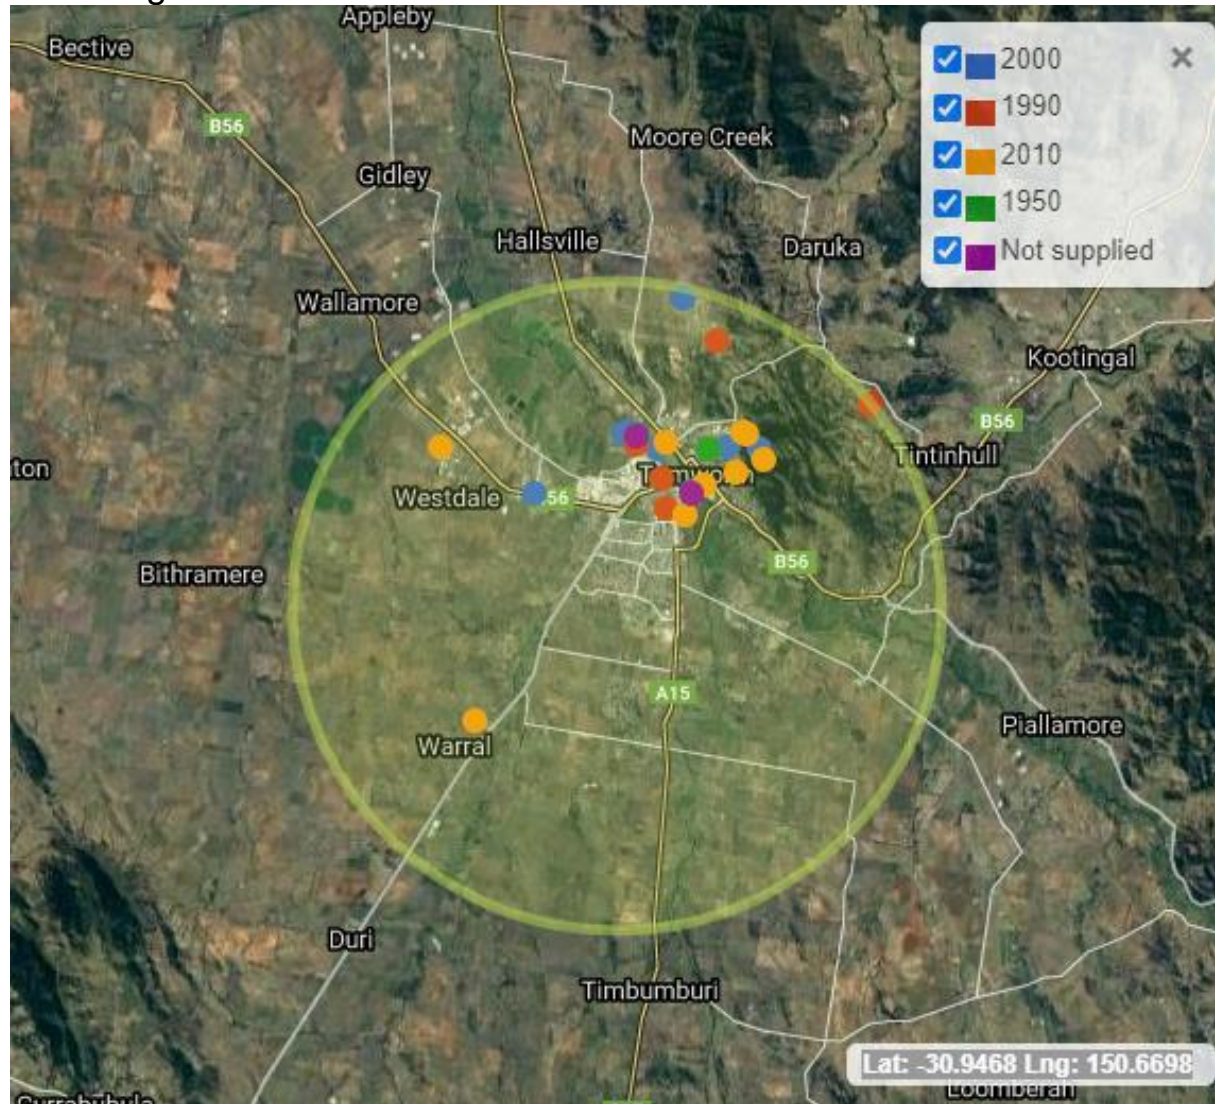 Appleby
Bective
2000
1990
B56
Moore Creek
2010
Gidley
1950
Hallsville
Daruka
Not supplied
Wallamore
Kootingal
B56
Tintinhull
ton
Westdale
56
B56
Bithramere
A15
Piallamore
Warral
Duri
Timbumburi
Lat: -30.9468 Lng: 150.6698